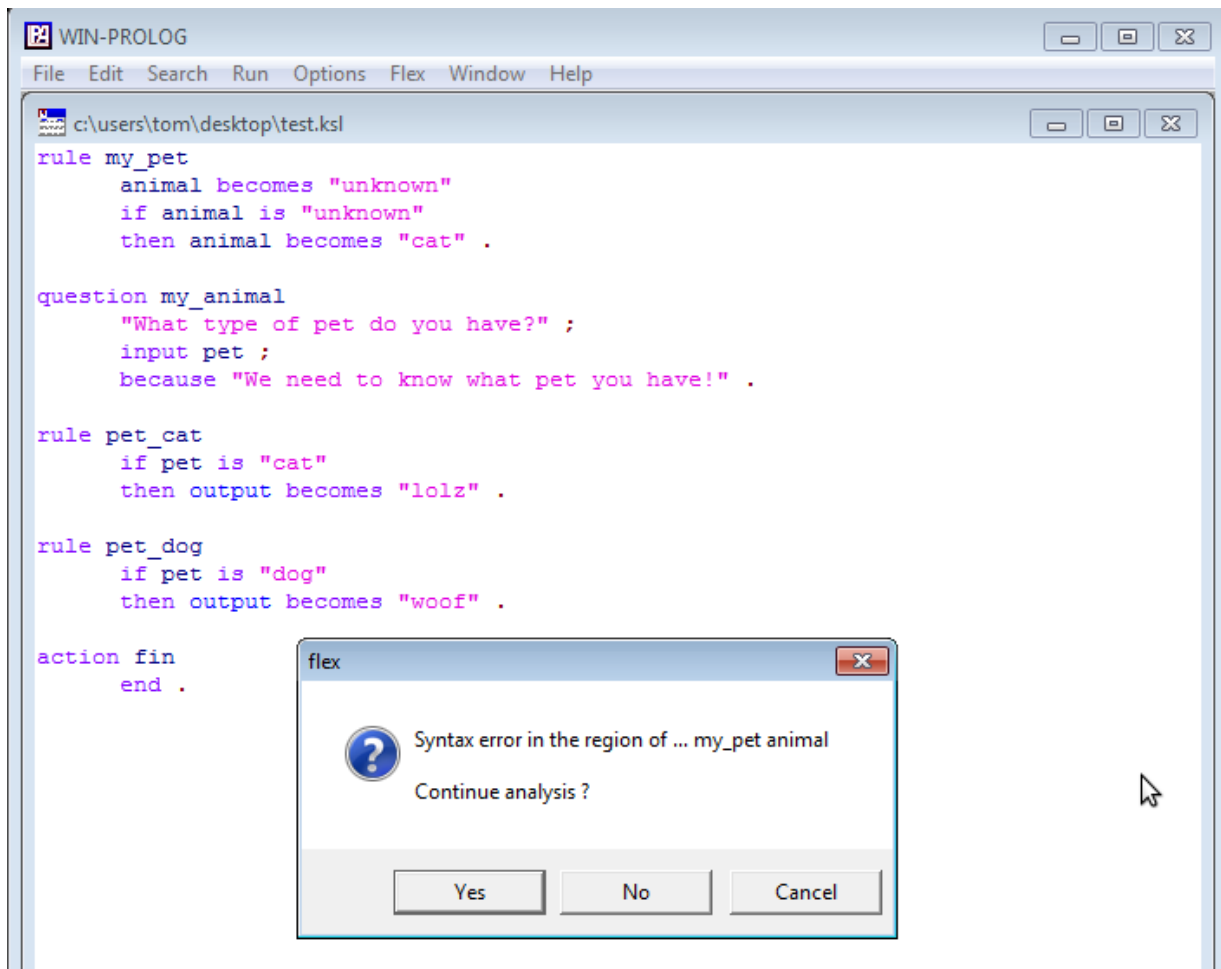 WIN-PROLOG
File Edit Search Run Options Flex Window Help
c:\users\tom\desktop\test.ksl
rule my_pet
animal becomes "unknown"
if animal is "unknown"
then animal becomes "cat" .
question my_animal
"What type of pet do you have?" ;
input pet ;
because "We need to know what pet you have!" .
rule pet_cat
if pet is "cat"
then output becomes "lolz" .
rule pet_dog
if pet is "dog"
then output becomes "woof" .
action fin
end .
flex
Syntax error in the region of ... my_pet animal
Continue analysis ?
Yes No Cancel